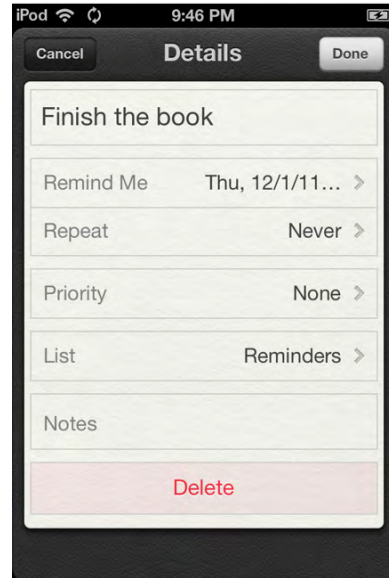 iPod 9:46 PM
Cancel Details Done
Finish the book
Remind Me Thu, 12/1/11...
Repeat Never
Priority None
List Reminders
Notes
Delete